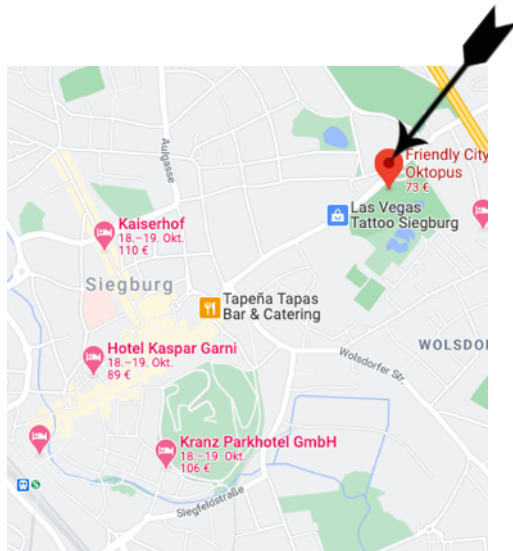 Friendly City
Oktopus
73 €
Aulgasse
Las Vegas
Tattoo Siegburg
Kaiserhof
18.–19. Okt.
110 €
Siegburg
Tapeña Tapas
Bar & Catering
Hotel Kaspar Garni
18.–19. Okt.
89 €
WOLSDO
Wolsdorfer Str.
Kranz Parkhotel GmbH
18.–19. Okt.
106 €
Siegfeldstraße
S